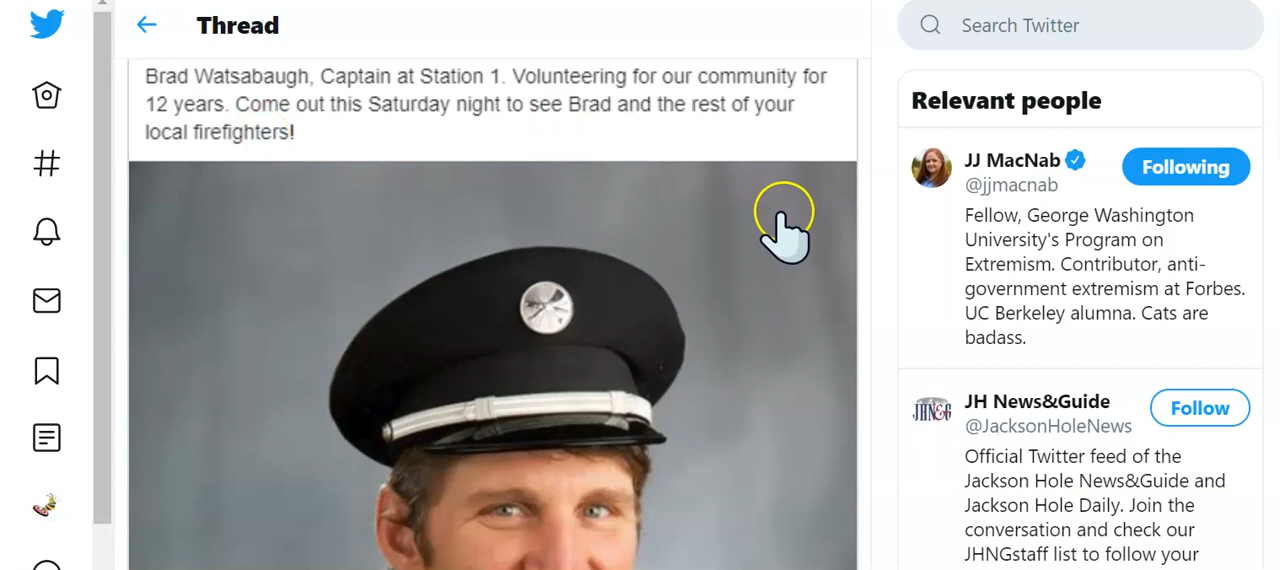 Thread
Search Twitter
Brad Watsabaugh, Captain at Station 1. Volunteering for our community for
12 years. Come out this Saturday night to see Brad and the rest of your
local firefighters!
Relevant people
JJ MacNab
Following
@jjmacnab
Fellow, George Washington
University's Program on
Extremism. Contributor, anti-
government extremism at Forbes.
UC Berkeley alumna. Cats are
badass.
JHN&G
JH News&Guide
Follow
@JacksonHoleNews
Official Twitter feed of the
Jackson Hole News&Guide and
Jackson Hole Daily. Join the
conversation and check our
JHNGstaff list to follow your